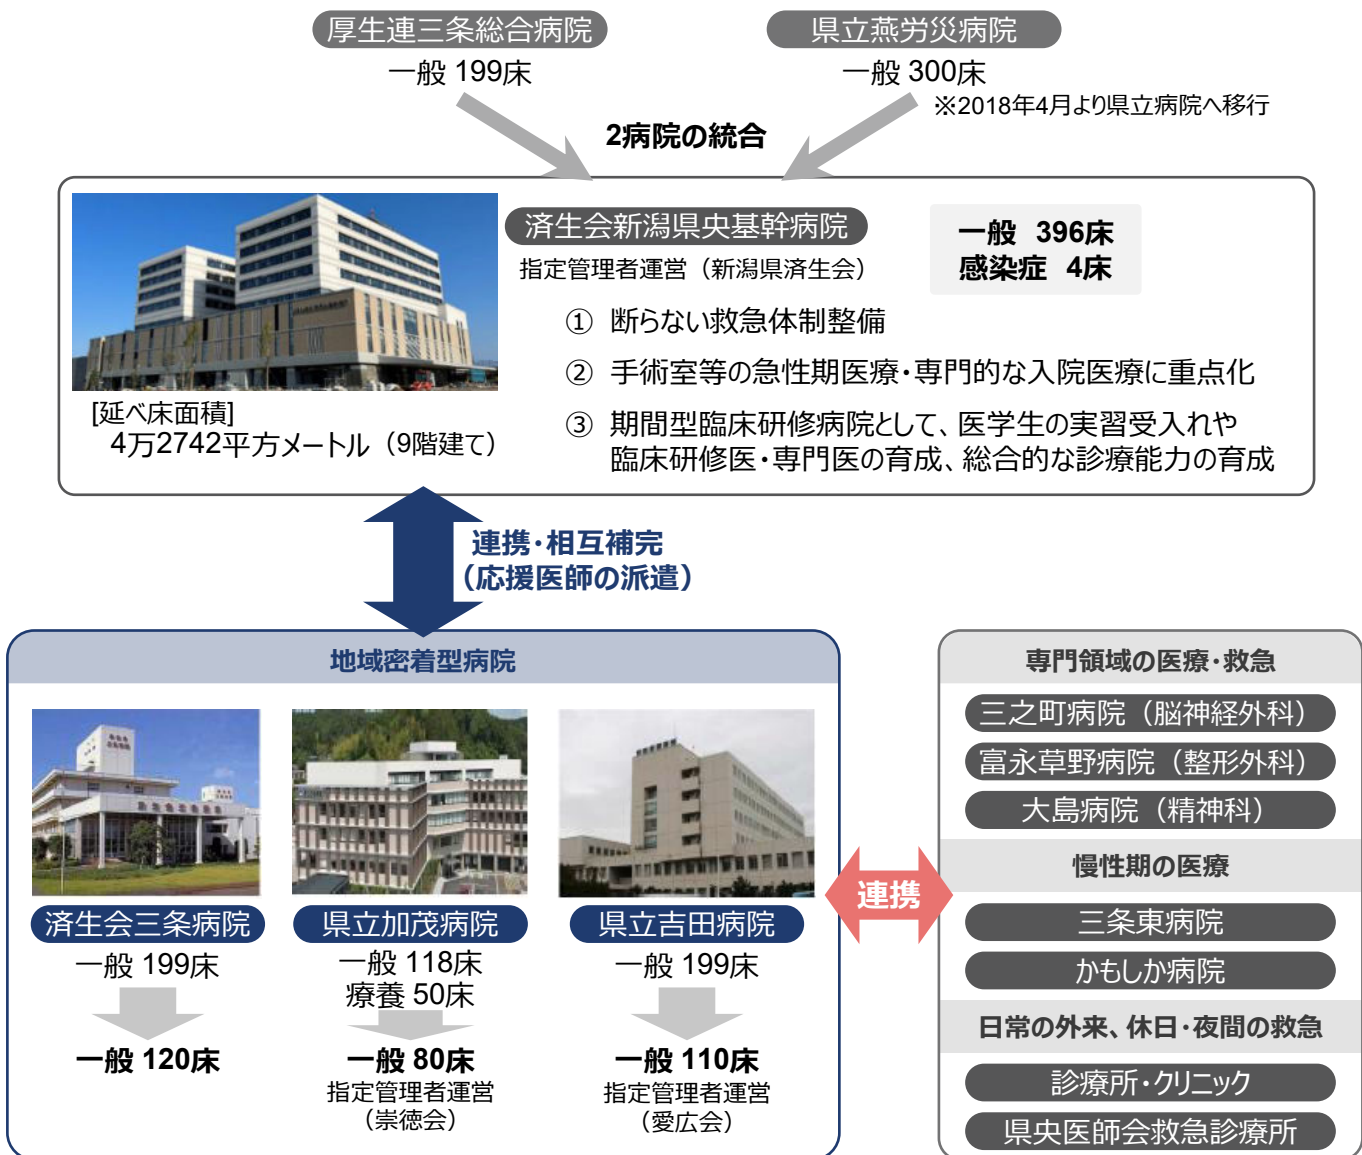 厚生連三条総合病院
一般 199床
県立燕労災病院
一般 300床
※2018年4月より県立病院へ移行
2病院の統合
済生会新潟県央基幹病院
指定管理者運営（新潟県済生会）
一般 396床
感染症 4床
① 断らない救急体制整備
② 手術室等の急性期医療・専門的な入院医療に重点化
③ 期間型臨床研修病院として、医学生の実習受入れや
臨床研修医・専門医の育成、総合的な診療能力の育成
[延べ床面積]
4万2742平方メートル（9階建て）
連携・相互補完
（応援医師の派遣）
地域密着型病院
済生会三条病院
一般 199床
一般 120床
県立加茂病院
一般 118床
療養 50床
一般 80床
指定管理者運営
（崇徳会）
県立吉田病院
一般 199床
一般 110床
指定管理者運営
（愛広会）
連携
専門領域の医療・救急
三之町病院（脳神経外科）
富永草野病院（整形外科）
大島病院（精神科）
慢性期の医療
三条東病院
かもしか病院
日常の外来、休日・夜間の救急
診療所・クリニック
県央医師会救急診療所